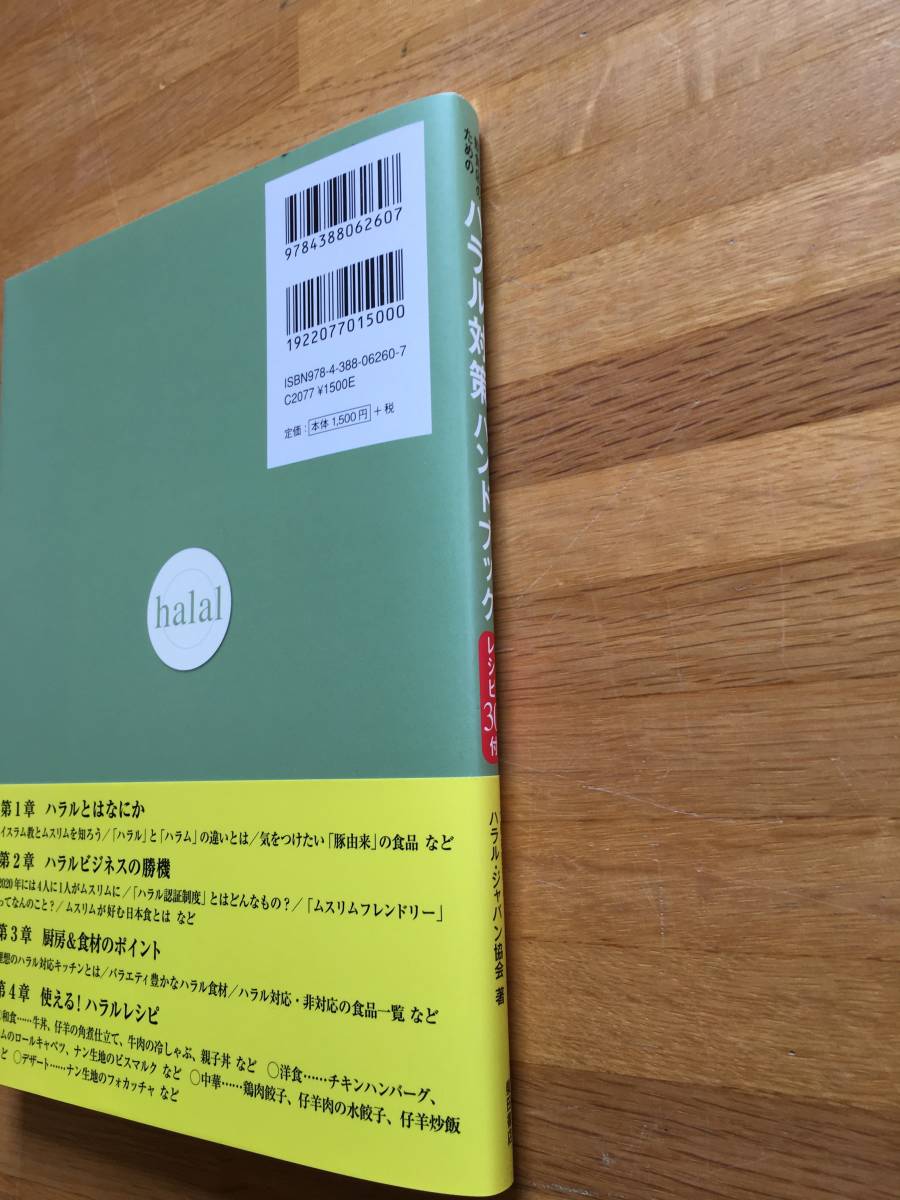 9784388062607
1922077015000
ISBN978-4-388-06260-7
C2077 ¥1500E
定価：本体1,500円＋税
halal
ための
ハラル対策ハンドブック
レシピ30付
ハラル・ジャパン協会 著
第1章 ハラルとはなにか
イスラム教とムスリムを知ろう/「ハラル」と「ハラム」の違いとは/気をつけたい「豚由来」の食品 など
第2章 ハラルビジネスの勝機
2020年には4人に1人がムスリムに/「ハラル認証制度」とはどんなもの？/「ムスリムフレンドリー」
ってなんのこと？/ムスリムが好む日本食とは など
第3章 厨房&食材のポイント
理想のハラル対応キッチンとは/バラエティ豊かなハラル食材/ハラル対応・非対応の食品一覧 など
第4章 使える！ハラルレシピ
○和食……牛丼、仔羊の角煮仕立て、牛肉の冷しゃぶ、親子丼 など ○洋食……チキンハンバーグ、
ムのロールキャベツ、ナン生地のビスマルク など ○中華……鶏肉餃子、仔羊肉の水餃子、仔羊炒飯
ど ○デザート……ナン生地のフォカッチャ など